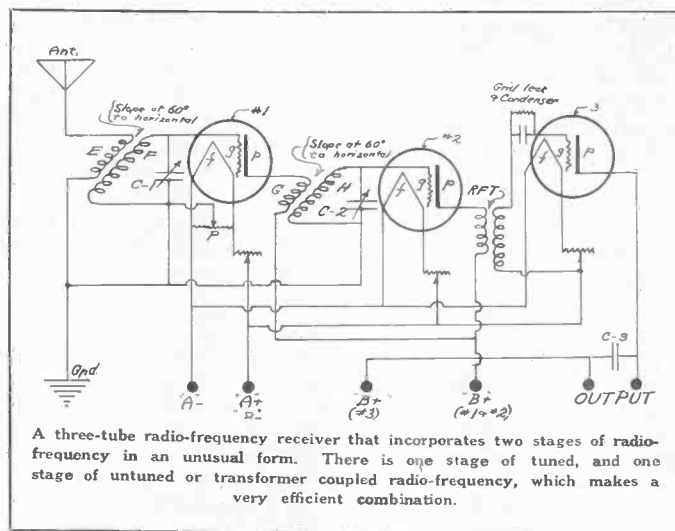 Ant.
Slope at 60°
to horizontal
#1
E
F
C-1
f
g
P
P
Slope at 60°
to horizontal
#2
G
H
C-2
f
g
P
RFT
Grid leak
& Condenser
3
f
g
P
C-3
Gnd.
"A"-
"A"+
"B"-
"B"+
(#3)
"B"+
(#1&#2)
OUTPUT
A three-tube radio-frequency receiver that incorporates two stages of radio-
frequency in an unusual form. There is one stage of tuned, and one
stage of untuned or transformer coupled radio-frequency, which makes a
very efficient combination.